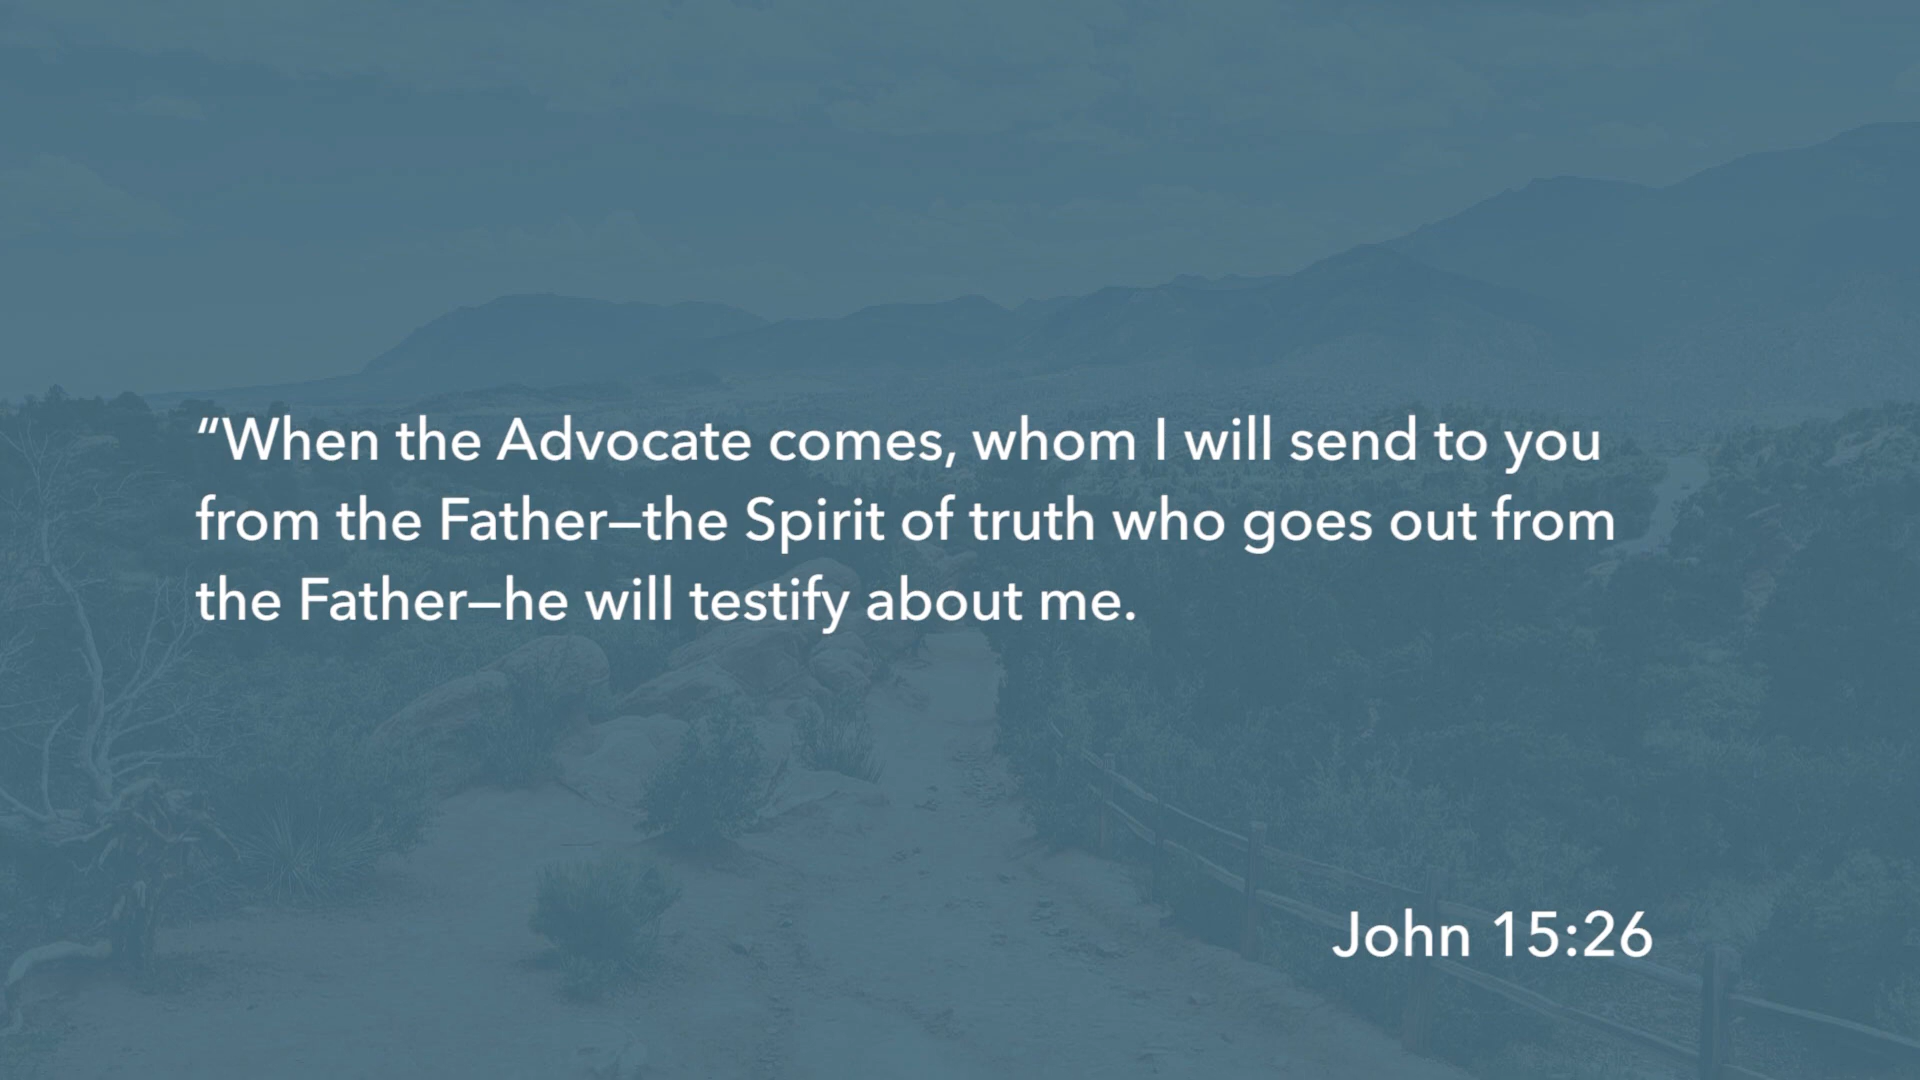 “When the Advocate comes, whom I will send to you
from the Father—the Spirit of truth who goes out from
the Father—he will testify about me.
John 15:26